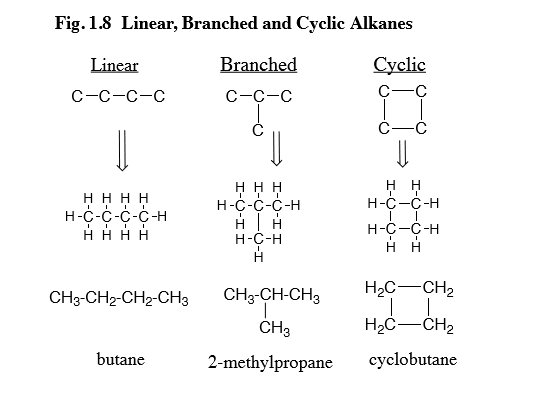 Fig. 1.8 Linear, Branched and Cyclic Alkanes
Linear Branched Cyclic
C-C-C-C C-C-C C-C
C C-C
H H H H H H H H H
H-C-C-C-C-H H-C-C-C-H H-C-C-H
H H H H H H H-C-C-H
H-C-H H H
H
CH3-CH2-CH2-CH3 CH3-CH-CH3 H2C-CH2
CH3 H2C-CH2
butane 2-methylpropane cyclobutane